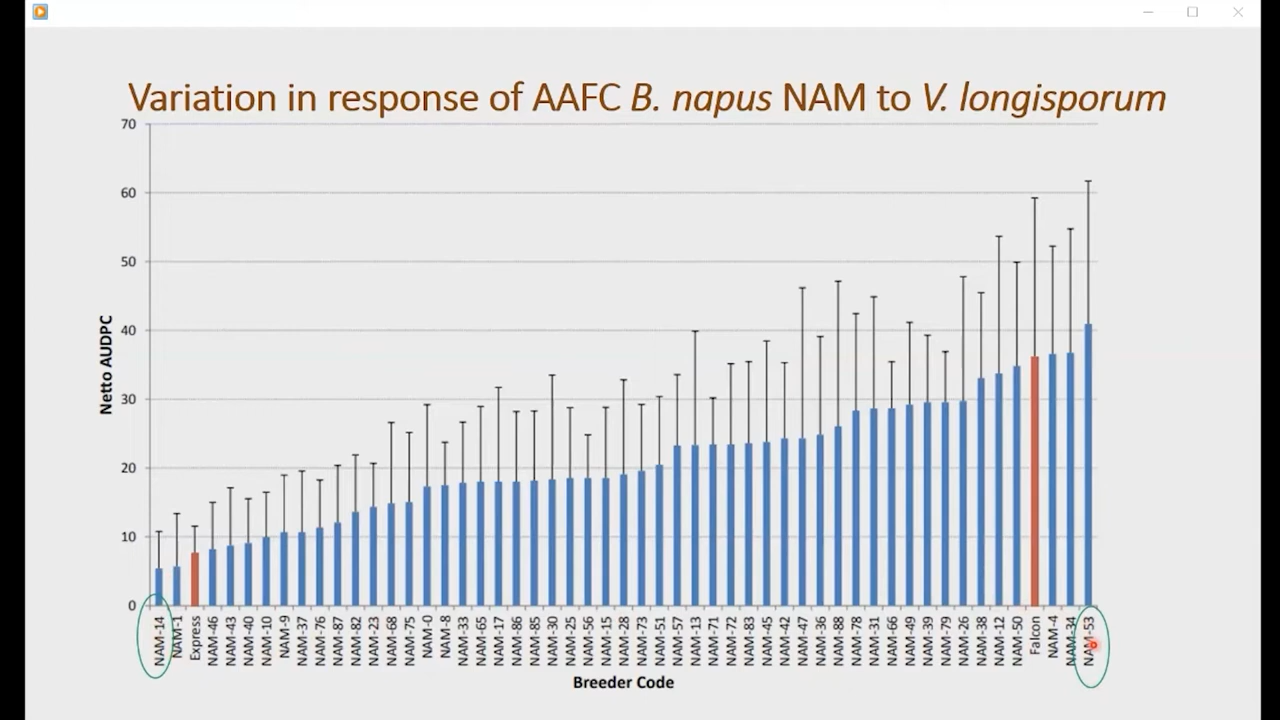 Variation in response of AAFC B. napus NAM to V. longisporum
70
60
50
40
30
20
10
0
Netto AUDPC
NAM-14
NAM-1
Express
NAM-46
NAM-43
NAM-40
NAM-10
NAM-9
NAM-37
NAM-76
NAM-87
NAM-82
NAM-23
NAM-68
NAM-75
NAM-0
NAM-8
NAM-33
NAM-65
NAM-17
NAM-86
NAM-85
NAM-30
NAM-25
NAM-56
NAM-15
NAM-28
NAM-73
NAM-51
NAM-57
NAM-13
NAM-71
NAM-72
NAM-83
NAM-45
NAM-42
NAM-47
NAM-36
NAM-88
NAM-78
NAM-31
NAM-66
NAM-49
NAM-39
NAM-79
NAM-26
NAM-38
NAM-12
NAM-50
Falcon
NAM-4
NAM-34
NAM-53
Breeder Code